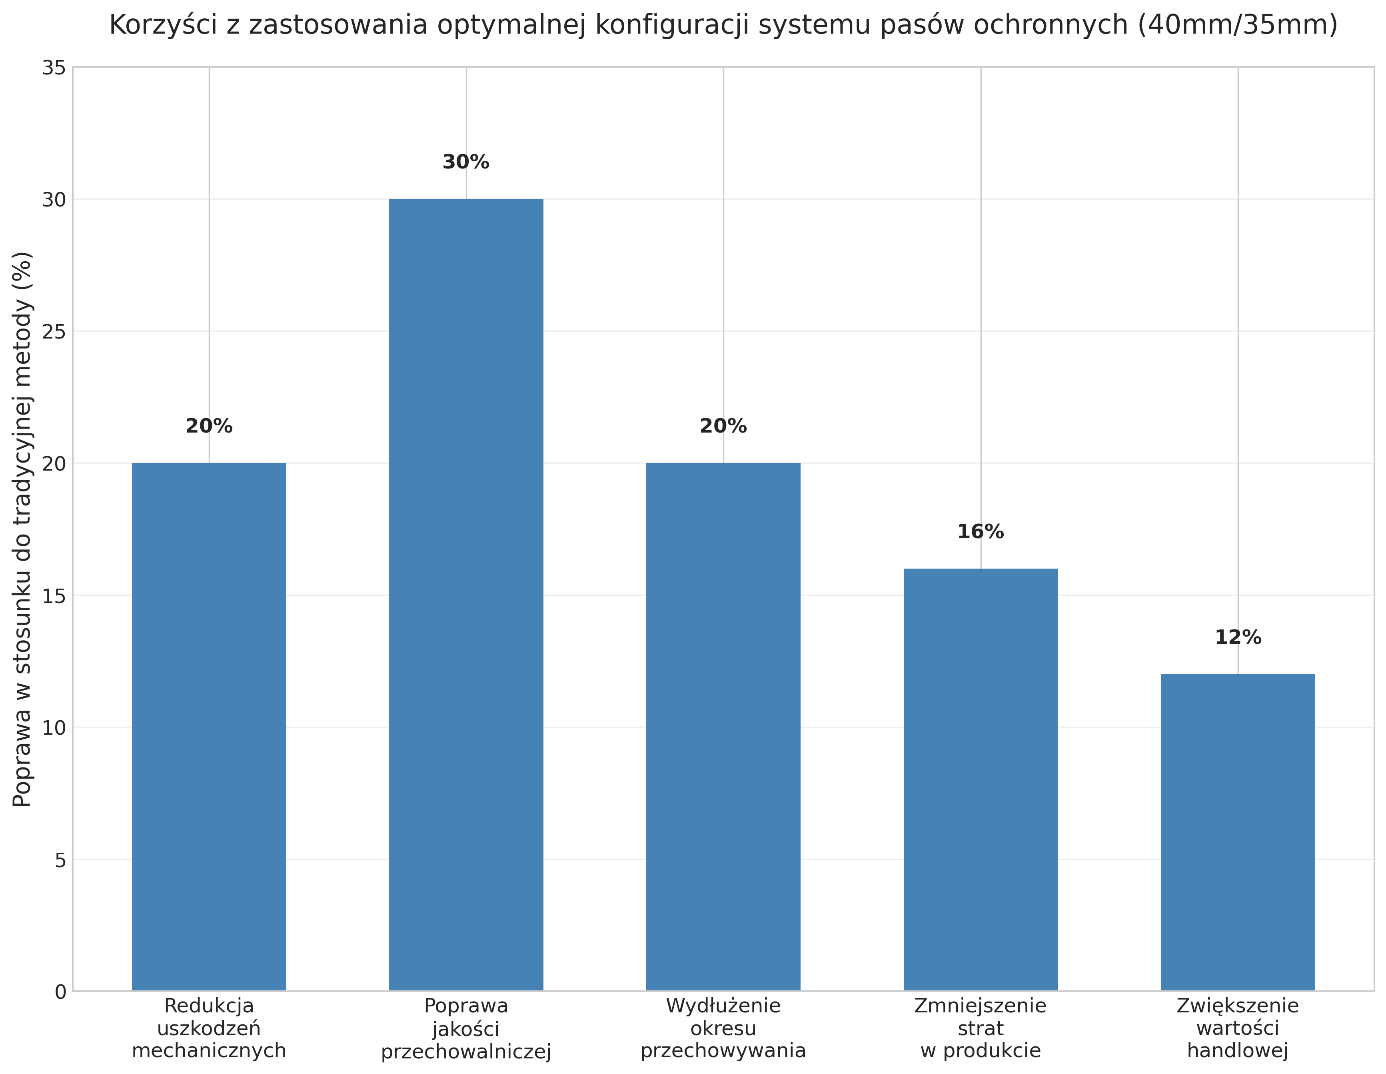 Korzyści z zastosowania optymalnej konfiguracji systemu pasów ochronnych (40mm/35mm)
Poprawa w stosunku do tradycyjnej metody (%)
35
30
25
20
15
10
5
0
20%
30%
20%
16%
12%
Redukcja
uszkodzeń
mechanicznych
Poprawa
jakości
przechowalniczej
Wydłużenie
okresu
przechowywania
Zmniejszenie
strat
w produkcie
Zwiększenie
wartości
handlowej